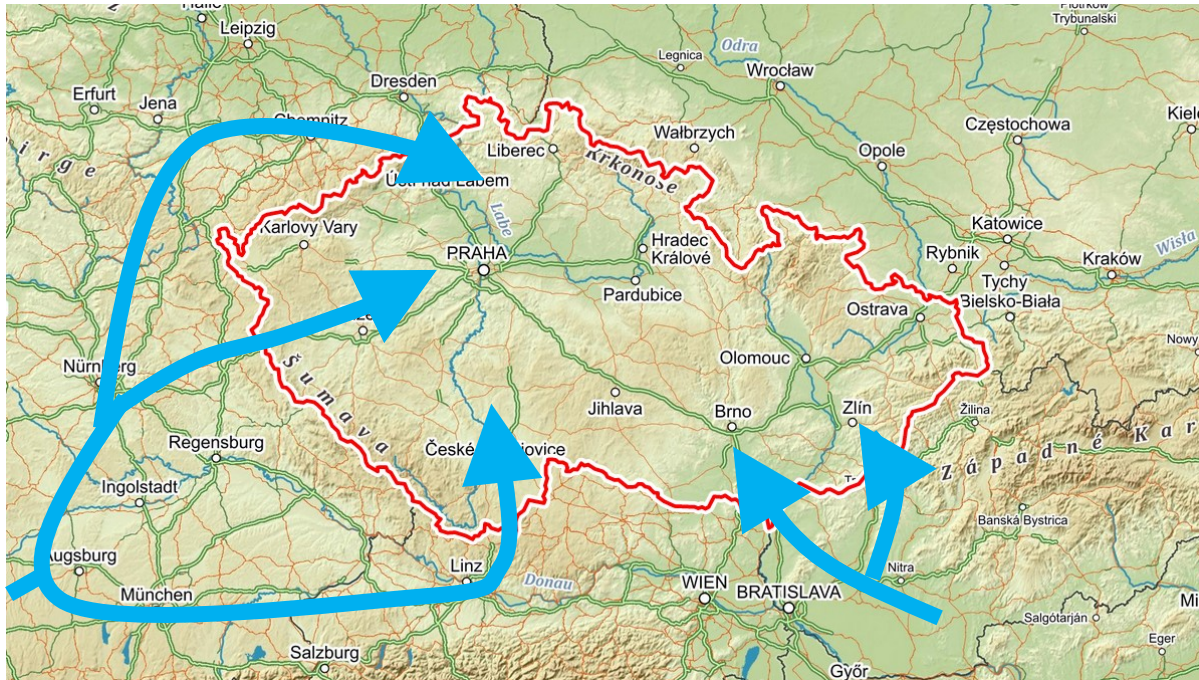 Halle
Leipzig
Piotrków
Trybunalski
Odra
Legnica
Dresden
Wrocław
Erfurt
Jena
Kiel
Częstochowa
Wałbrzych
Chemnitz
Liberec
Krkonoše
Opole
Ústí nad Labem
Labe
Karlovy Vary
Katowice
Wisła
PRAHA
Hradec
Králové
Rybnik
Kraków
Tychy
Pardubice
Bielsko-Biała
Ostrava
Nowy
Olomouc
Nürnberg
Šumava
Jihlava
Brno
Zlín
Žilina
Regensburg
České
jovice
Západné Kar
Ingolstadt
T-
Banská Bystrica
Augsburg
Linz
Donau
Nitra
WIEN
BRATISLAVA
München
Mi
Salgótarján
Eger
Salzburg
Győr